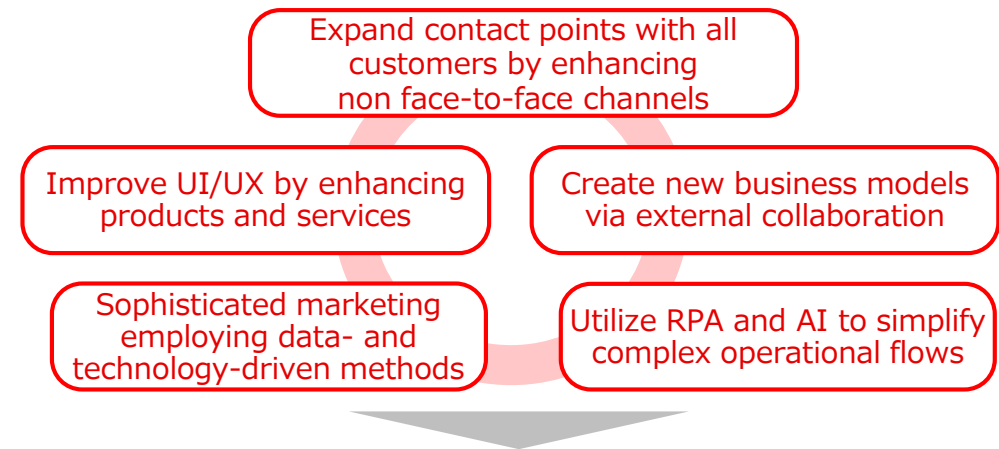 Expand contact points with all
customers by enhancing
non face-to-face channels
Improve UI/UX by enhancing
products and services
Create new business models
via external collaboration
Sophisticated marketing
employing data- and
technology-driven methods
Utilize RPA and AI to simplify
complex operational flows